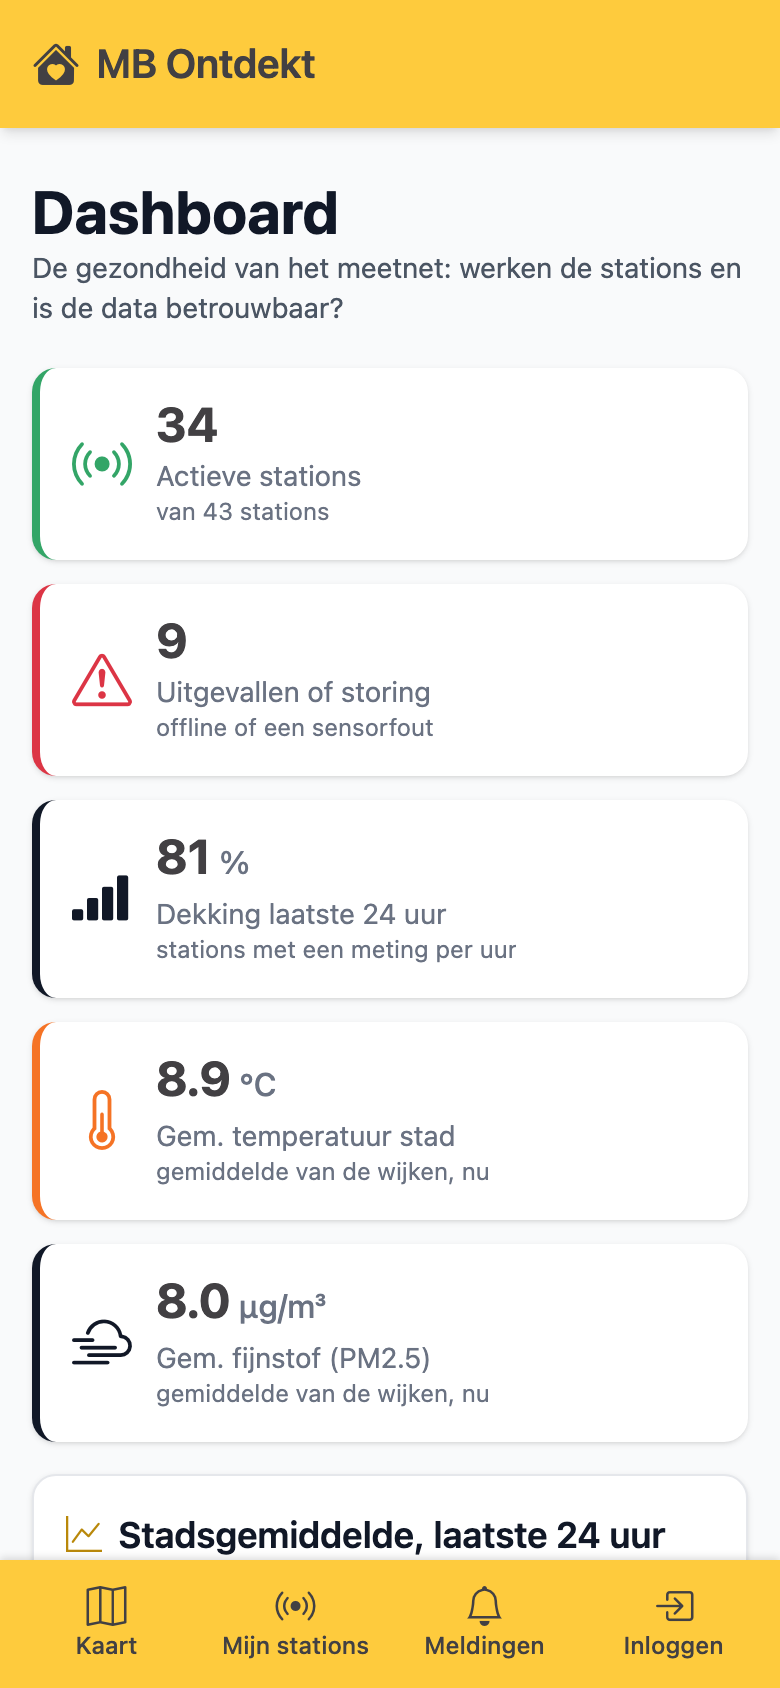 MB Ontdekt
Dashboard
De gezondheid van het meetnet: werken de stations en
is de data betrouwbaar?
34
Actieve stations
van 43 stations
9
Uitgevallen of storing
offline of een sensorfout
81 %
Dekking laatste 24 uur
stations met een meting per uur
8.9 °C
Gem. temperatuur stad
gemiddelde van de wijken, nu
8.0 µg/m³
Gem. fijnstof (PM2.5)
gemiddelde van de wijken, nu
Stadsgemiddelde, laatste 24 uur
Kaart
Mijn stations
Meldingen
Inloggen